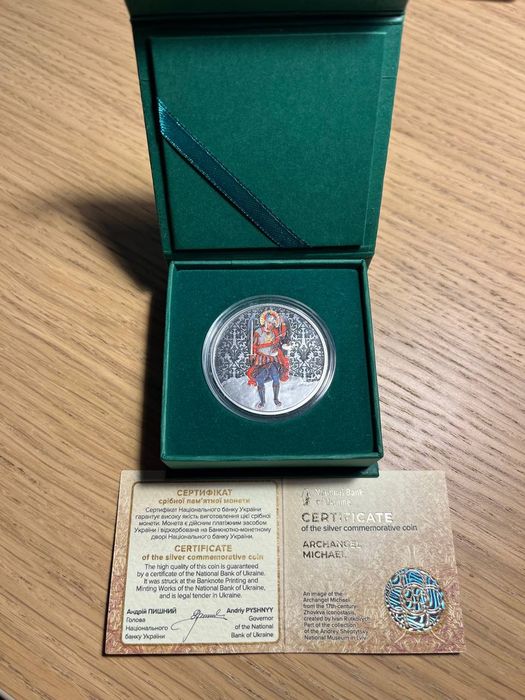 СЕРТИФІКАТ
срібної пам'ятної монети
Сертифікат Національного банку України
гарантує високу якість виготовлення цієї срібної
монети. Монета є дійсним платіжним засобом
України і відкарбована на Банкнотно-монетному
дворі Національного банку України.
CERTIFICATE
of the silver commemorative coin
The high quality of this coin is guaranteed
by a certificate of the National Bank of Ukraine.
It was struck at the Banknote Printing and
Minting Works of the National Bank of Ukraine,
and is legal tender in Ukraine.
Андрій ПИШНИЙ
Голова
Національного
банку України
Andriy PYSHNYY
Governor
of the National
Bank of Ukraine
National Bank
of Ukraine
CERTIFICATE
of the silver commemorative coin
ARCHANGEL
MICHAEL
An image of the
Archangel Michael
from the 17th-century
Zhovkva iconostasis,
created by Ivan Rutkovych
Part of the collection
of the Andrey Sheptytsky
National Museum in Lviv